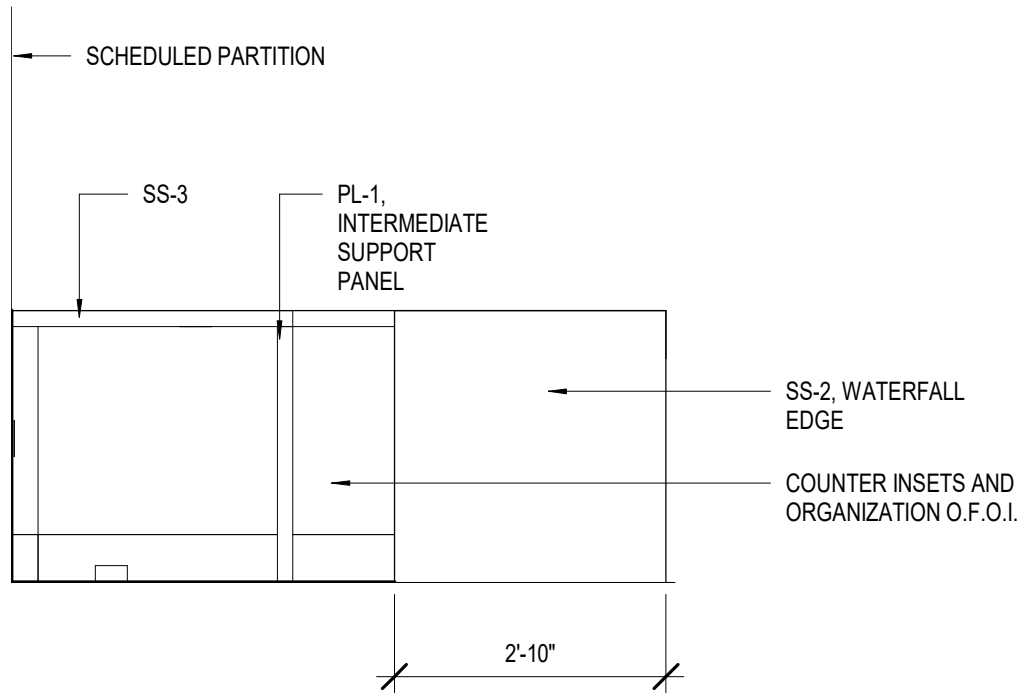 SCHEDULED PARTITION
SS-3
PL-1,
INTERMEDIATE
SUPPORT
PANEL
SS-2, WATERFALL
EDGE
COUNTER INSETS AND
ORGANIZATION O.F.O.I.
2'-10"